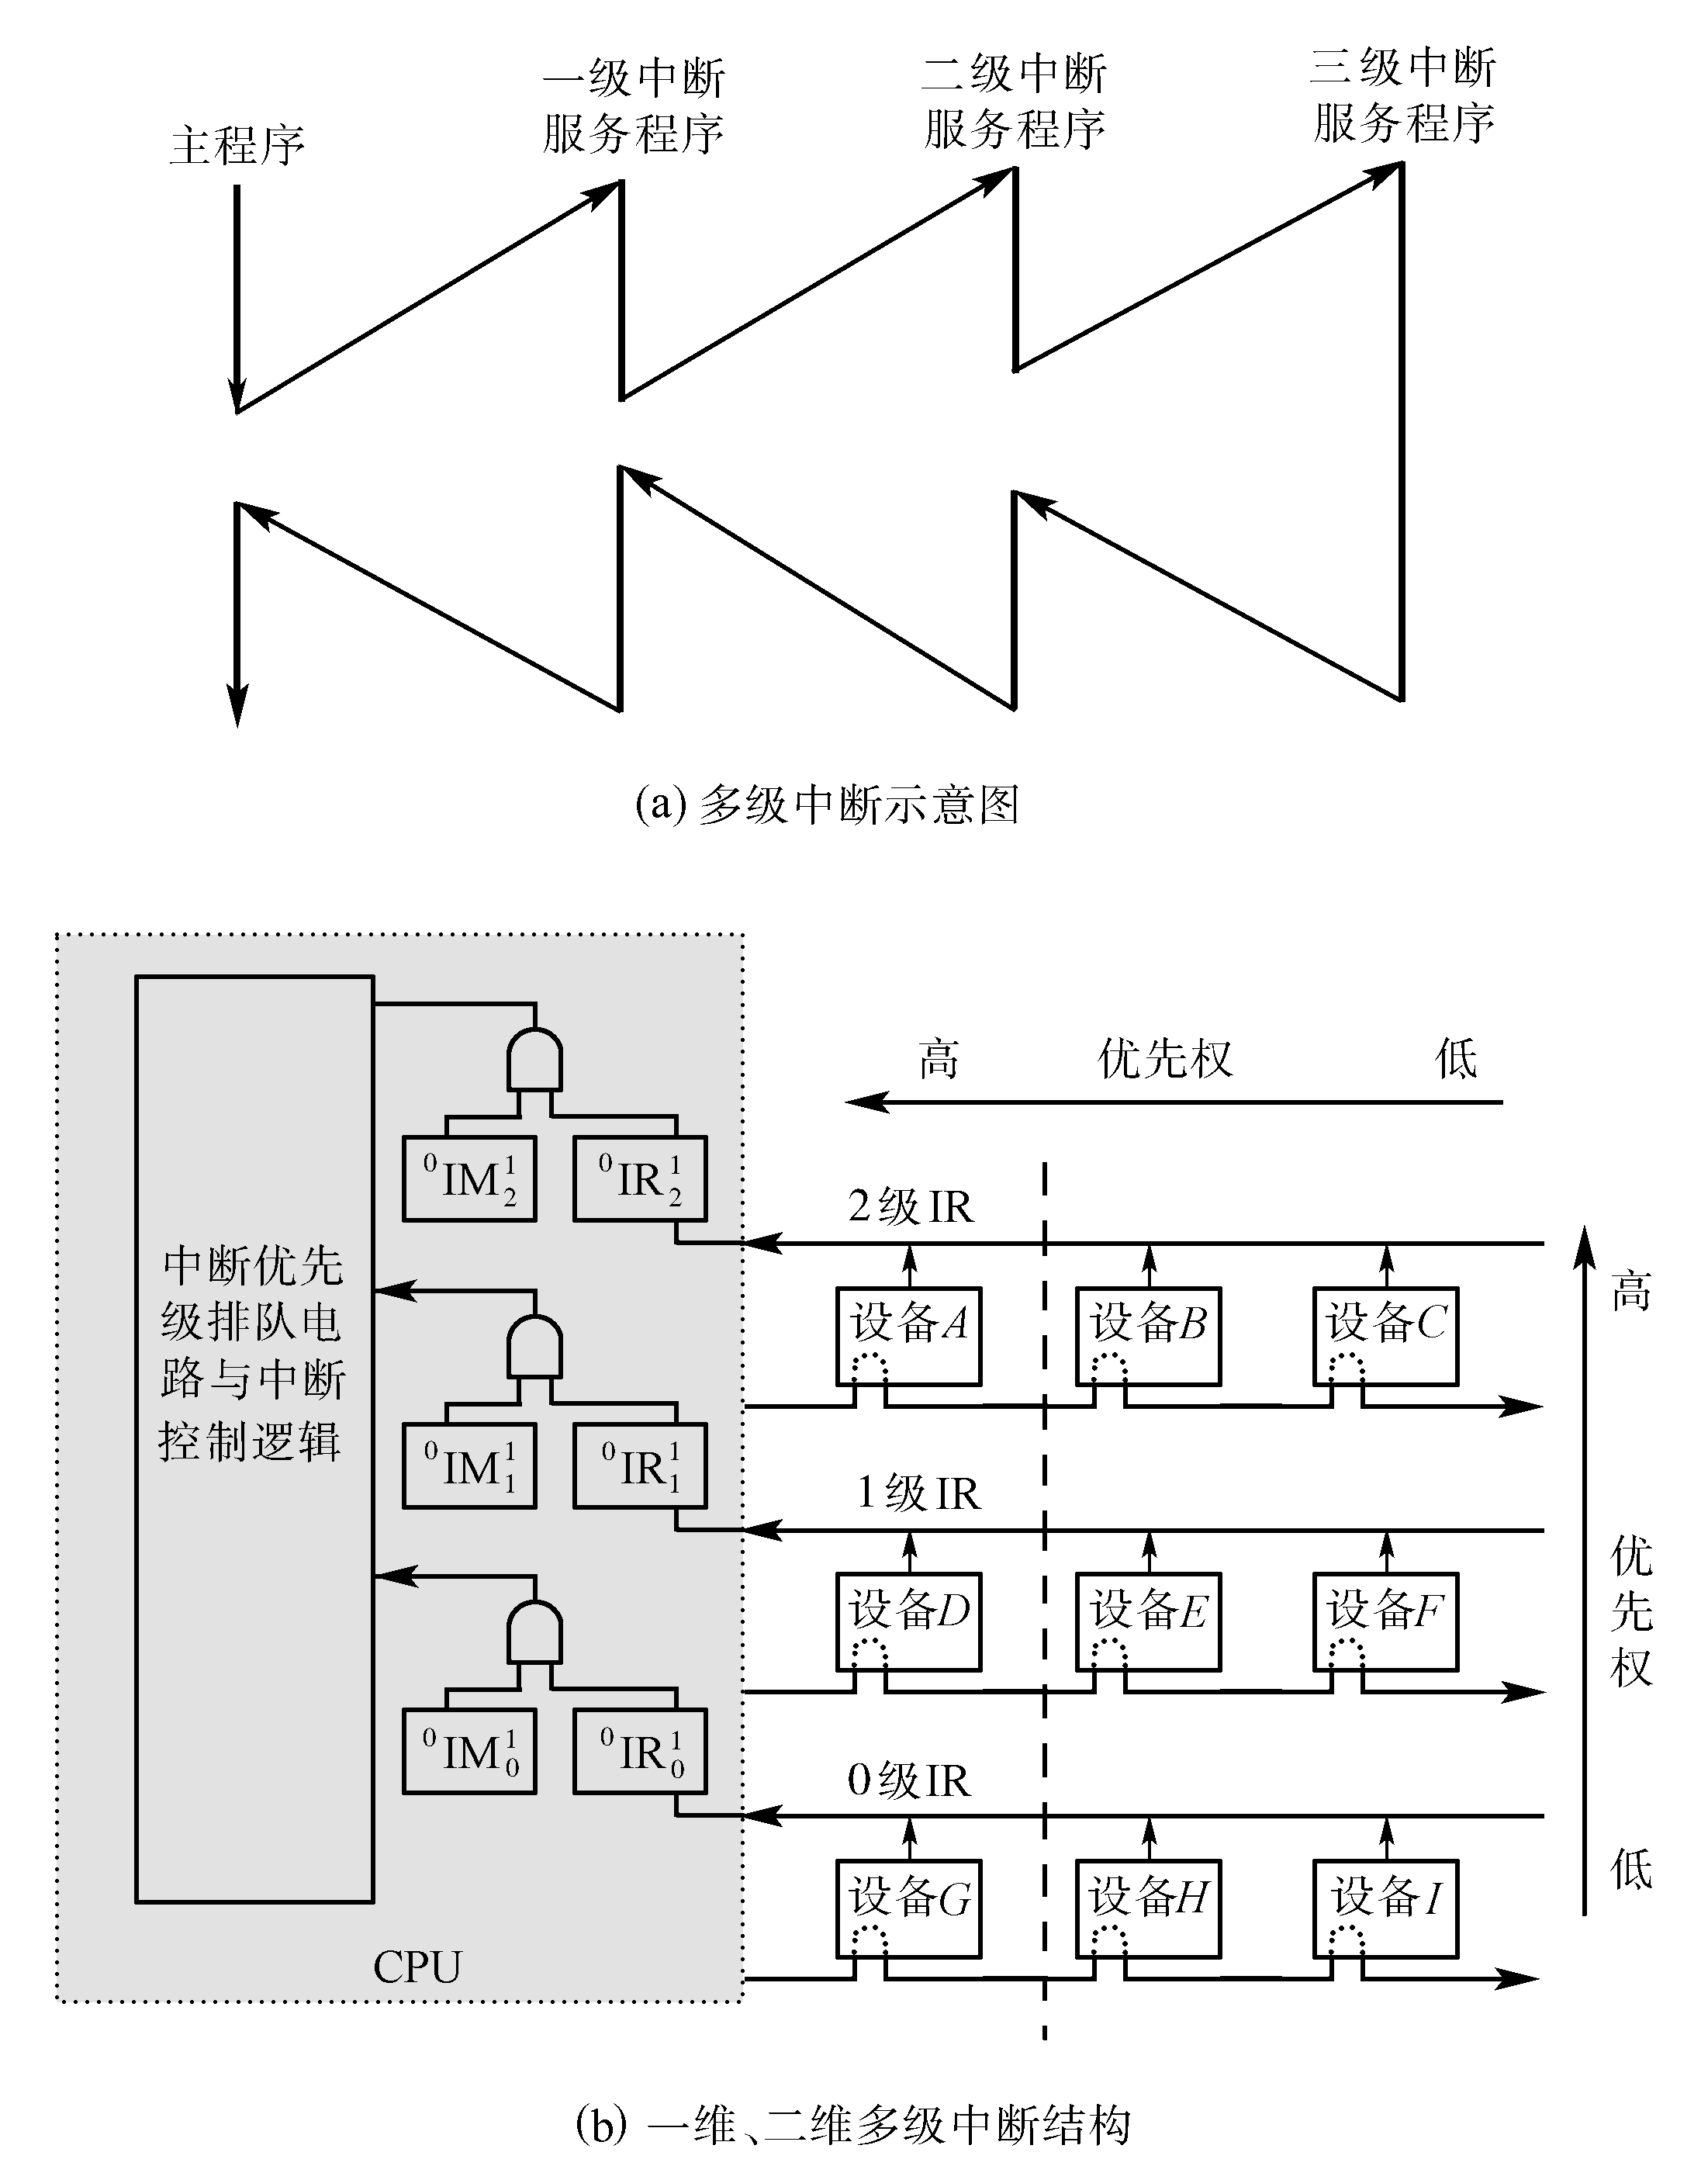 主程序
一级中断
服务程序
二级中断
服务程序
三级中断
服务程序
(a) 多级中断示意图
中断优先
级排队电
路与中断
控制逻辑
0IM12
0IR12
0IM11
0IR11
0IM10
0IR10
CPU
高 优先权 低
2级IR
设备A
设备B
设备C
1级IR
设备D
设备E
设备F
0级IR
设备G
设备H
设备I
高
优
先
权
低
(b) 一维、二维多级中断结构